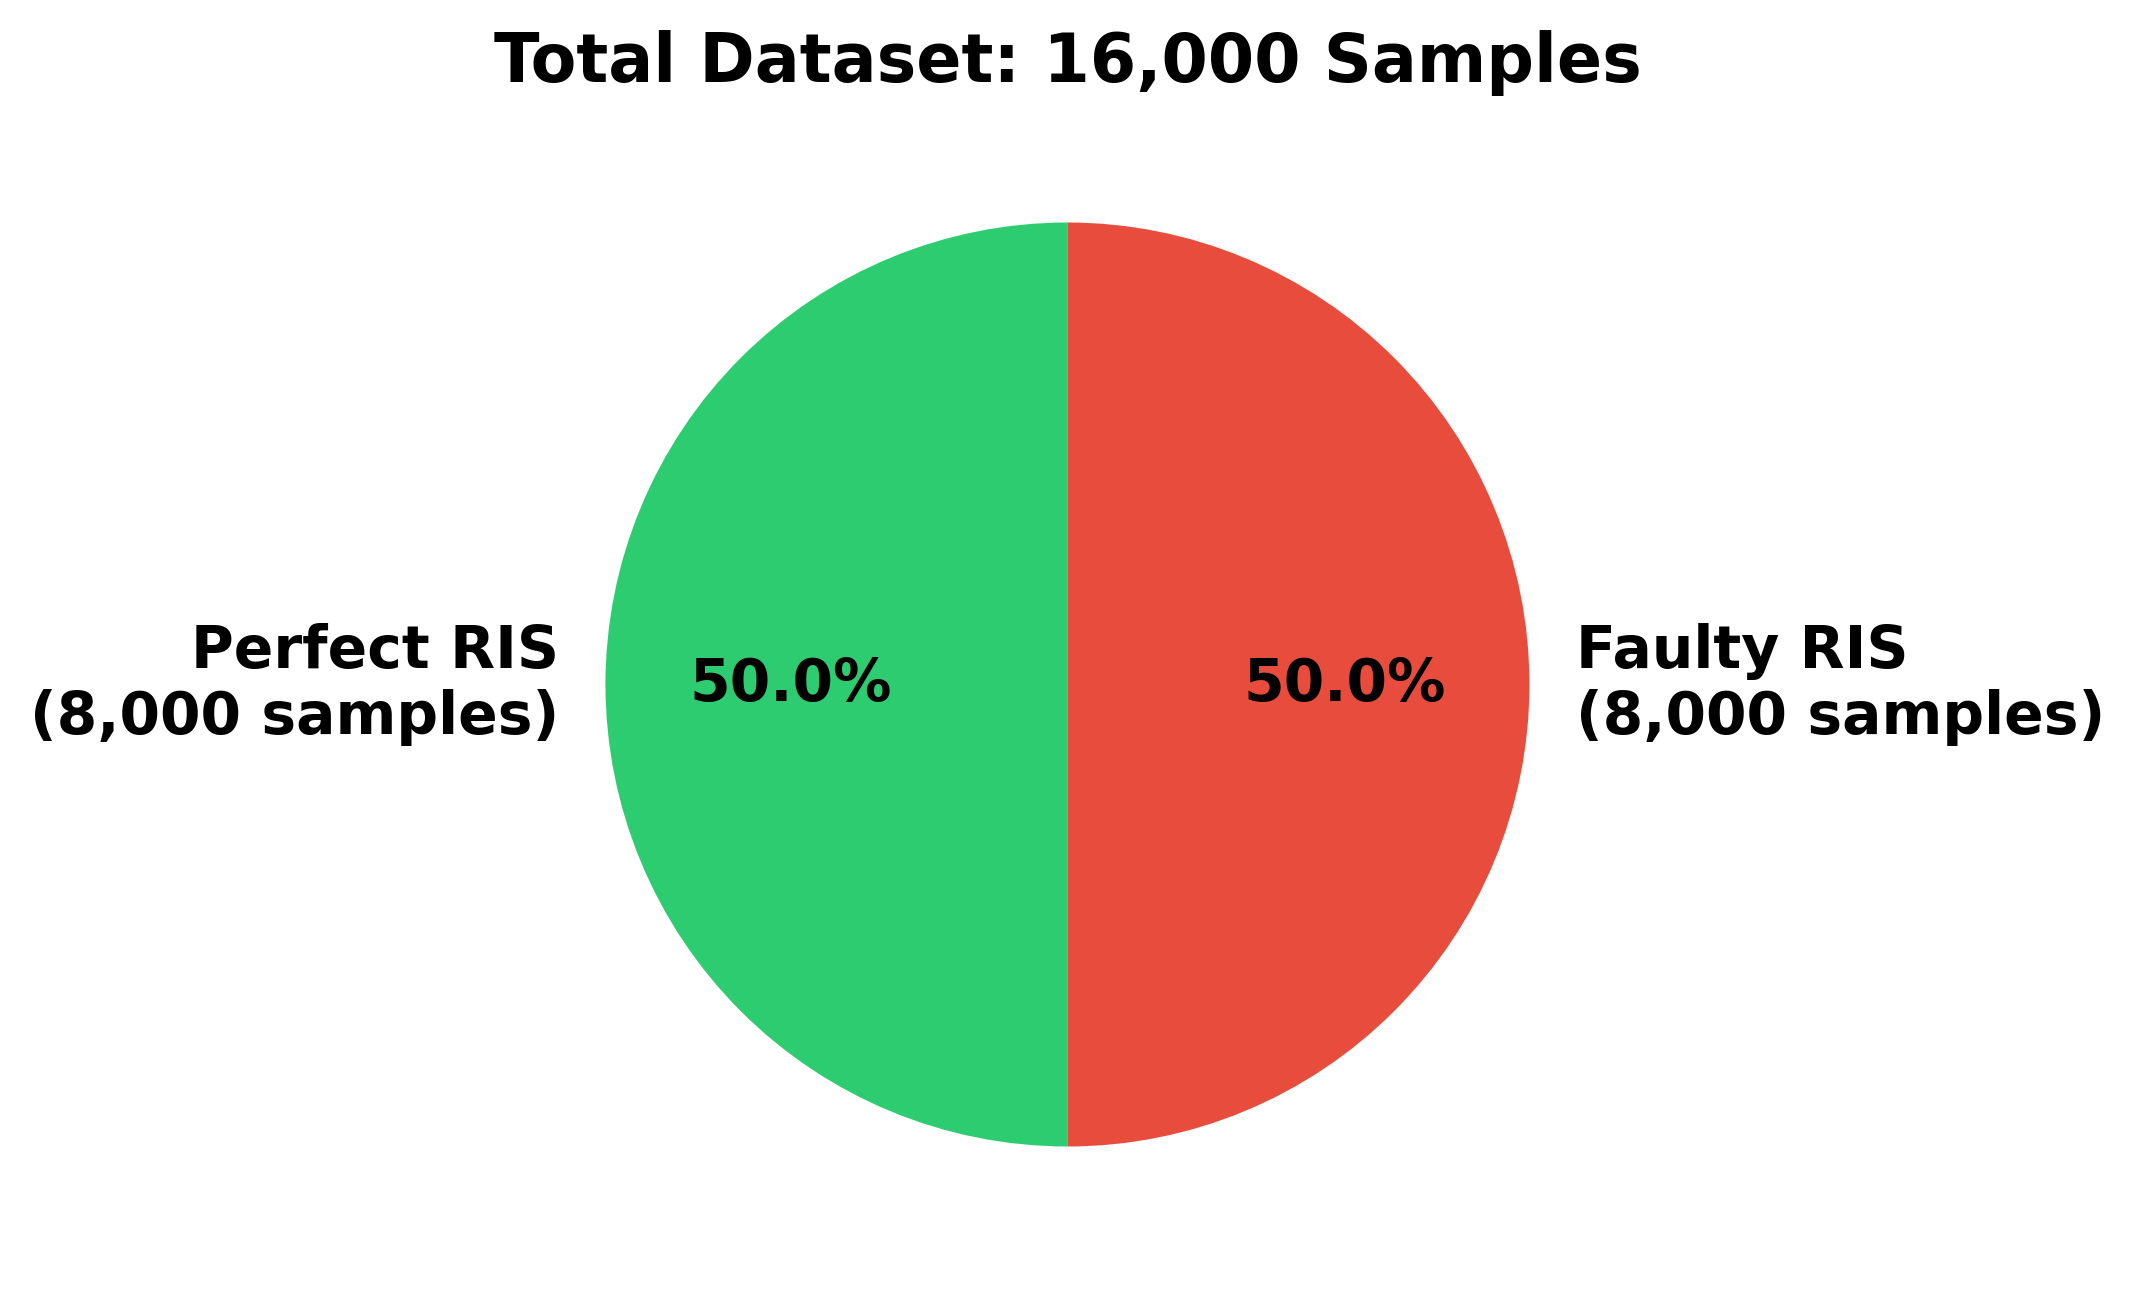 Total Dataset: 16,000 Samples
Perfect RIS
(8,000 samples)
50.0%
50.0%
Faulty RIS
(8,000 samples)